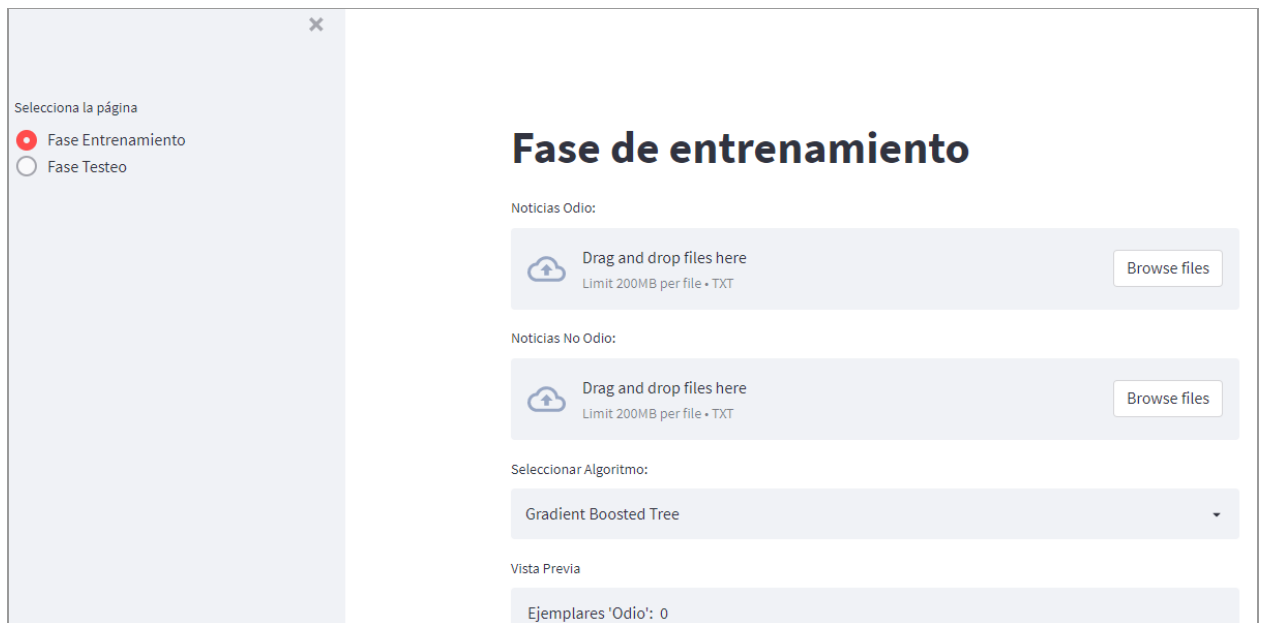 Selecciona la página
Fase Entrenamiento
Fase Testeo
Fase de entrenamiento
Noticias Odio:
Drag and drop files here
Limit 200MB per file • TXT
Browse files
Noticias No Odio:
Drag and drop files here
Limit 200MB per file • TXT
Browse files
Seleccionar Algoritmo:
Gradient Boosted Tree
Vista Previa
Ejemplares 'Odio': 0